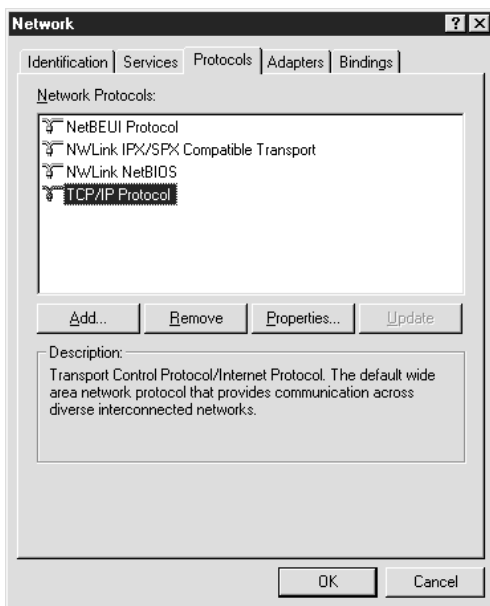 Network
Identification Services Protocols Adapters Bindings
Network Protocols:
NetBEUI Protocol
NWLink IPX/SPX Compatible Transport
NWLink NetBIOS
TCP/IP Protocol
Add... Remove Properties... Update
Description:
Transport Control Protocol/Internet Protocol. The default wide
area network protocol that provides communication across
diverse interconnected networks.
OK Cancel